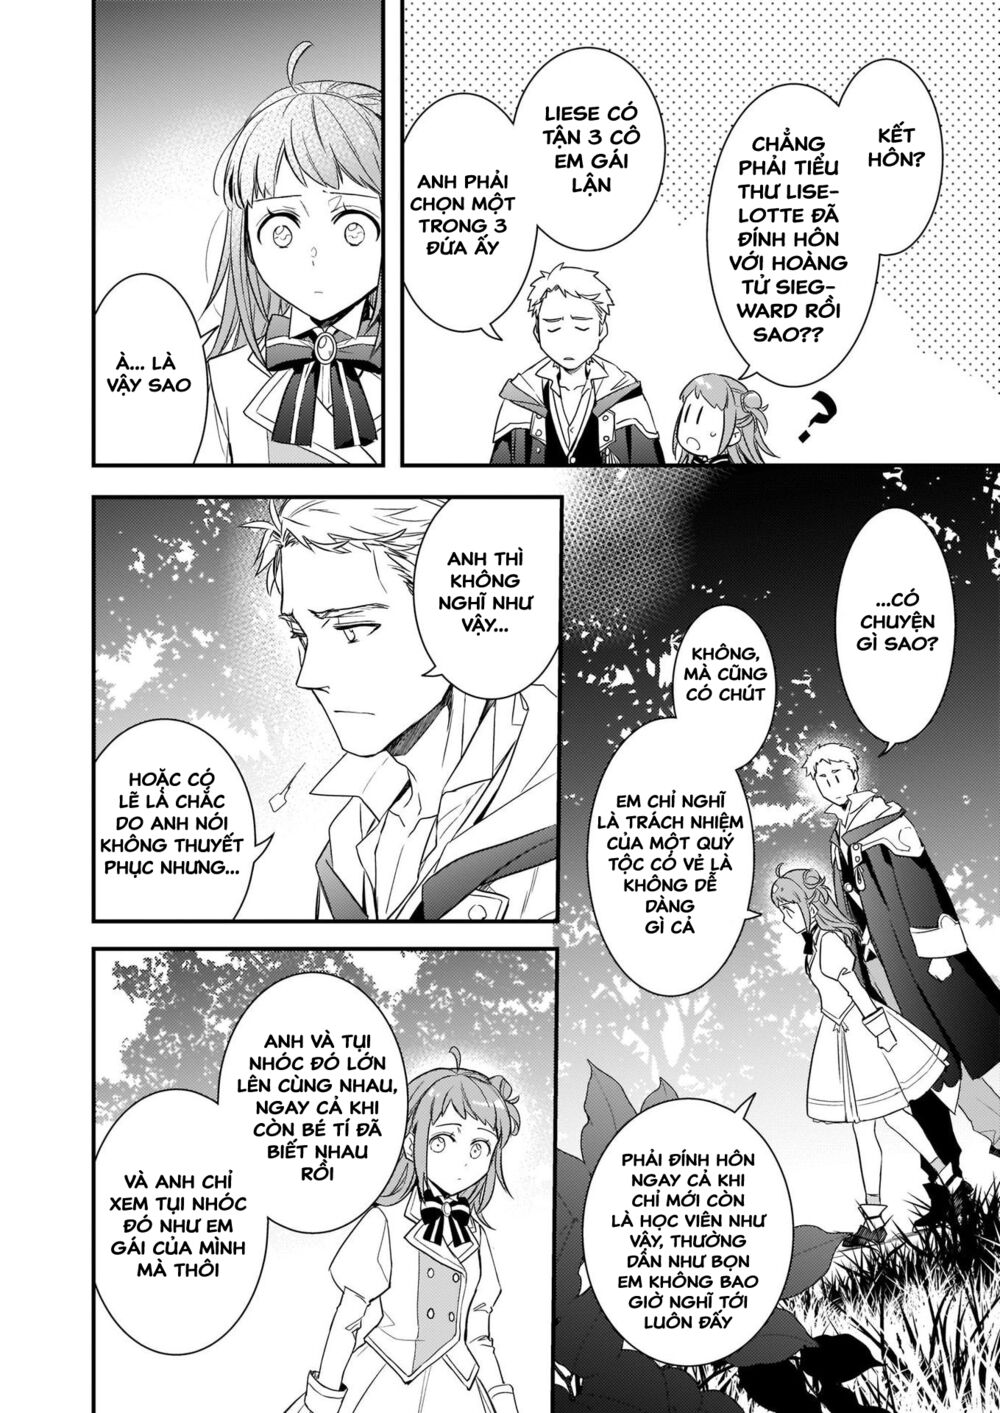 KẾT
HÔN?
CHẲNG
PHẢI TIỂU
THƯ LISE-
LOTTE ĐÃ
ĐÍNH HÔN
VỚI HOÀNG
TỬ SIEG-
WARD RỒI
SAO??
?
LIESE CÓ
TẬN 3 CÔ
EM GÁI
LẬN
ANH PHẢI
CHỌN MỘT
TRONG 3
ĐỨA ẤY
À... LÀ
VẬY SAO
...CÓ
CHUYỆN
GÌ SAO?
KHÔNG,
MÀ CŨNG
CÓ CHÚT
EM CHỈ NGHĨ
LÀ TRÁCH NHIỆM
CỦA MỘT QUÝ
TỘC CÓ VẺ LÀ
KHÔNG DỄ
DÀNG
GÌ CẢ
PHẢI ĐÍNH HÔN
NGAY CẢ KHI
CHỈ MỚI CÒN
LÀ HỌC VIÊN NHƯ
VẬY, THƯỜNG
DÂN NHƯ BỌN
EM KHÔNG BAO
GIỜ NGHĨ TỚI
LUÔN ĐẤY
ANH THÌ
KHÔNG
NGHĨ NHƯ
VẬY...
HOẶC CÓ
LẼ LÀ CHẮC
DO ANH NÓI
KHÔNG THUYẾT
PHỤC NHƯNG...
ANH VÀ TỤI
NHÓC ĐÓ LỚN
LÊN CÙNG NHAU,
NGAY CẢ KHI
CÒN BÉ TÍ ĐÃ
BIẾT NHAU
RỒI
VÀ ANH CHỈ
XEM TỤI NHÓC
ĐÓ NHƯ EM
GÁI CỦA MÌNH
MÀ THÔI